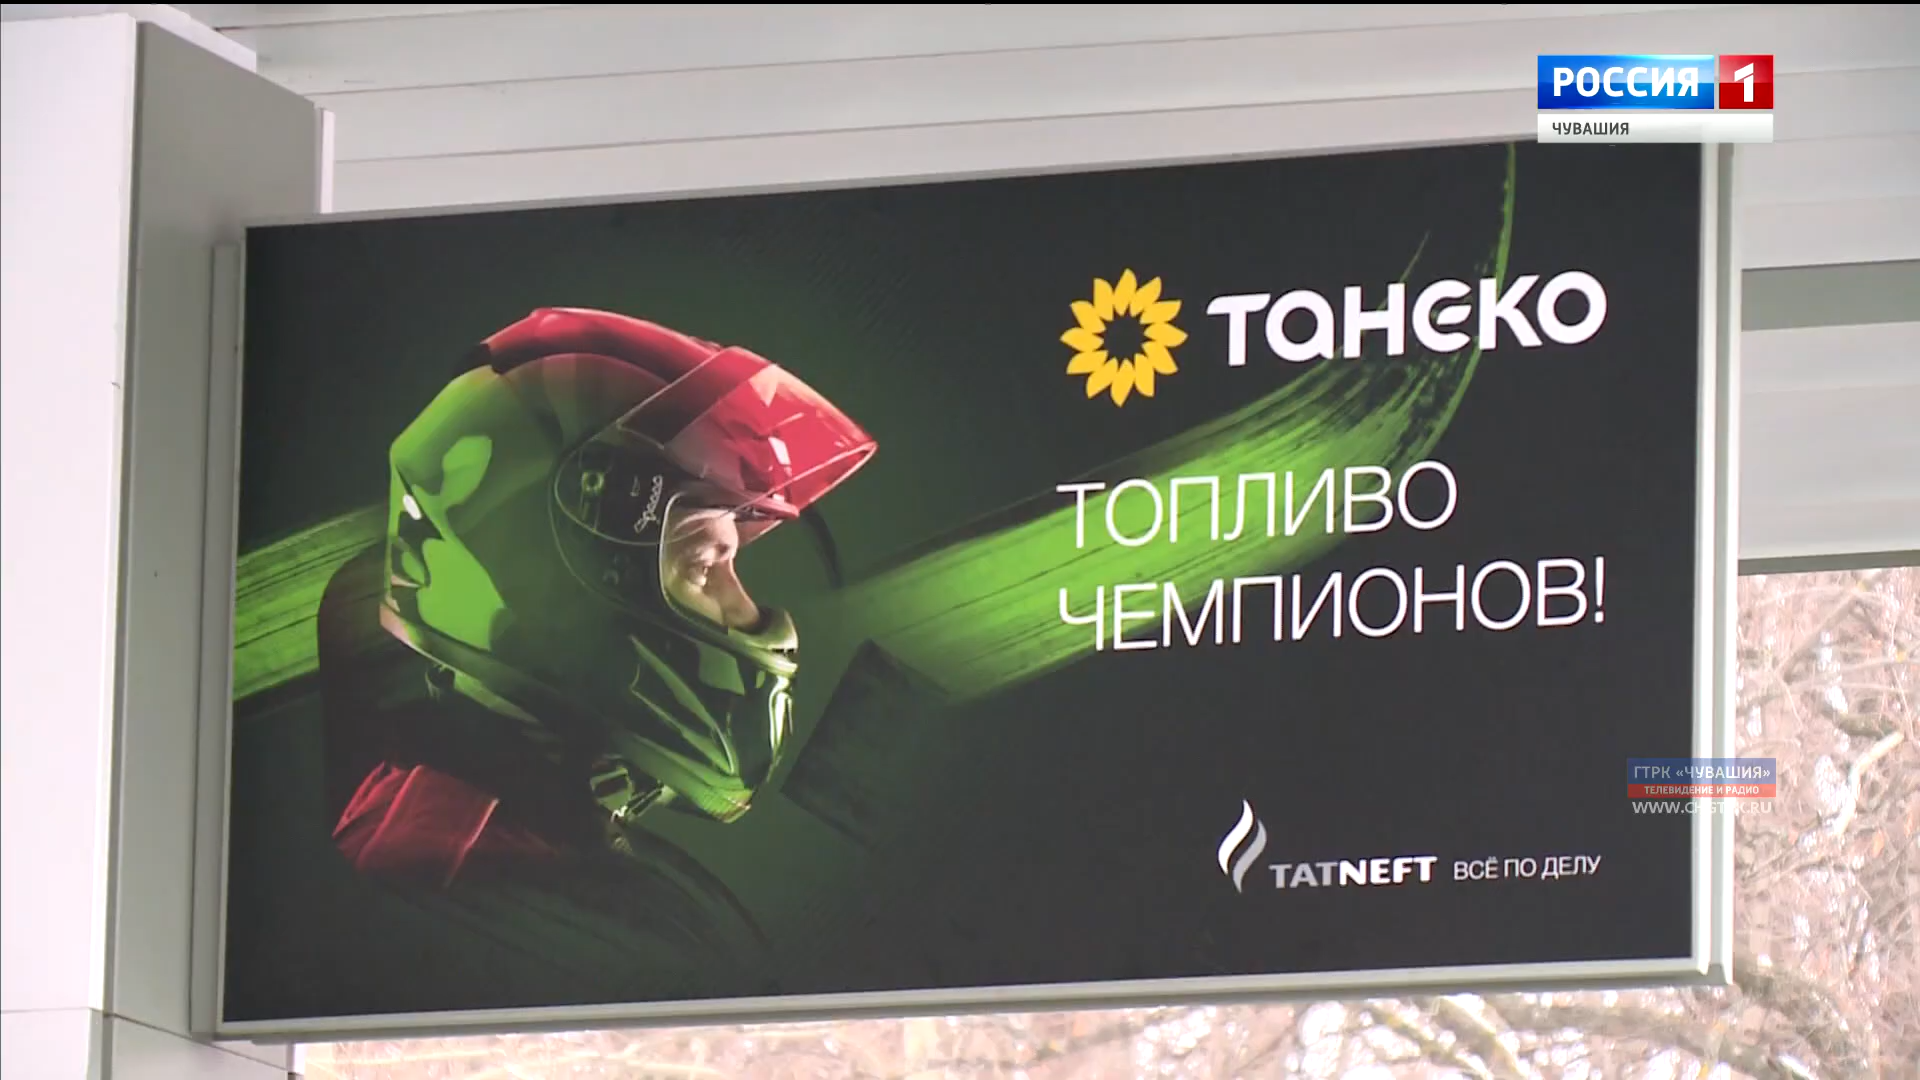 РОССИЯ 1
ЧУВАШИЯ
ТАНЕКО
ТОПЛИВО
ЧЕМПИОНОВ!
ГТРК «ЧУВАШИЯ»
ТЕЛЕВИДЕНИЕ И РАДИО
TATNEFT ВСЁ ПО ДЕЛУ